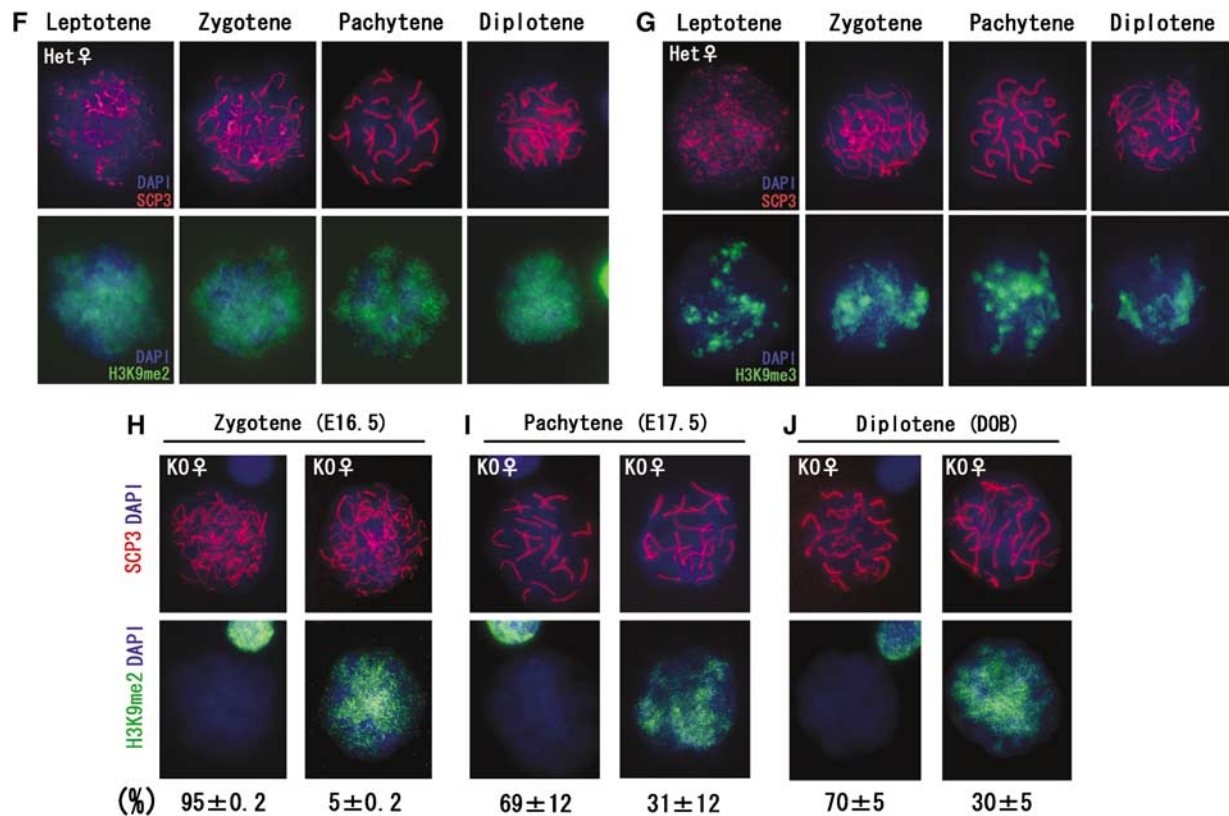 F Leptotene Zygotene Pachytene Diplotene
Het♀
DAPI
SCP3
DAPI
H3K9me2
G Leptotene Zygotene Pachytene Diplotene
Het♀
DAPI
SCP3
DAPI
H3K9me3
H Zygotene (E16.5)
I Pachytene (E17.5)
J Diplotene (DOB)
SCP3 DAPI
KO♀ KO♀ KO♀ KO♀ KO♀ KO♀
H3K9me2 DAPI
(%) 95±0.2 5±0.2 69±12 31±12 70±5 30±5